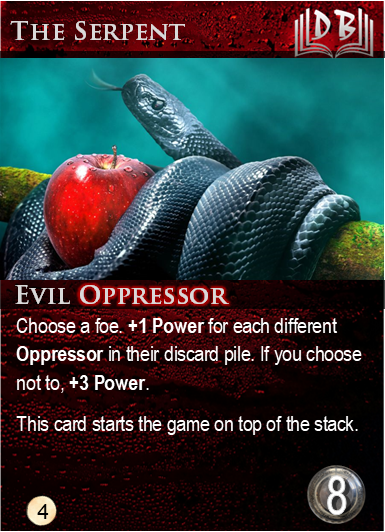 The Serpent
DB
Evil Oppressor
Choose a foe. +1 Power for each different
Oppressor in their discard pile. If you choose
not to, +3 Power.
This card starts the game on top of the stack.
4
8